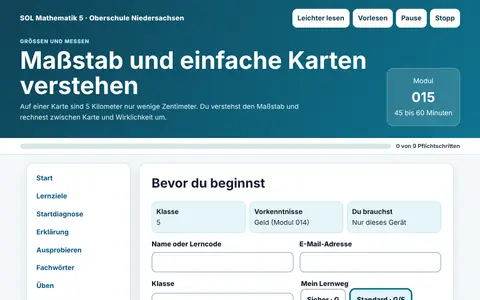 SOL Mathematik 5 · Oberschule Niedersachsen
Leichter lesen
Vorlesen
Pause
Stopp
GRÖSSEN UND MESSEN
Maßstab und einfache Karten
verstehen
Auf einer Karte sind 5 Kilometer nur wenige Zentimeter. Du verstehst den Maßstab und
rechnest zwischen Karte und Wirklichkeit um.
Modul
015
45 bis 60 Minuten
0 von 9 Pflichtschritten
Start
Lernziele
Startdiagnose
Erklärung
Ausprobieren
Fachwörter
Üben
Bevor du beginnst
Klasse
5
Vorkenntnisse
Geld (Modul 014)
Du brauchst
Nur dieses Gerät
Name oder Lerncode
E-Mail-Adresse
Klasse
Mein Lernweg
Sicher · G
Standard · G/E